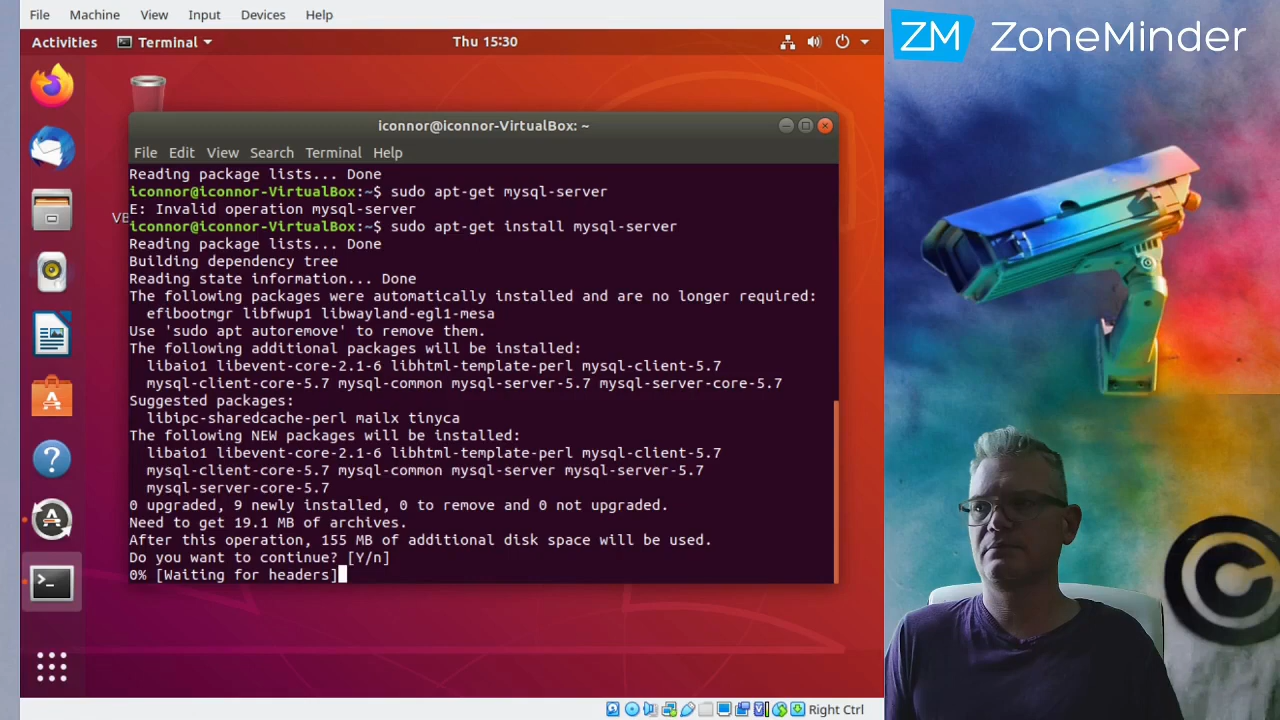 File Machine View Input Devices Help
ZM ZoneMinder
Activities Terminal Thu 15:30
iconnor@iconnor-VirtualBox: ~
File Edit View Search Terminal Help
Reading package lists... Done
iconnor@iconnor-VirtualBox:~$ sudo apt-get mysql-server
E: Invalid operation mysql-server
iconnor@iconnor-VirtualBox:~$ sudo apt-get install mysql-server
Reading package lists... Done
Building dependency tree
Reading state information... Done
The following packages were automatically installed and are no longer required:
efibootmgr libfwup1 libwayland-egl1-mesa
Use 'sudo apt autoremove' to remove them.
The following additional packages will be installed:
libaio1 libevent-core-2.1-6 libhtml-template-perl mysql-client-5.7
mysql-client-core-5.7 mysql-common mysql-server-5.7 mysql-server-core-5.7
Suggested packages:
libipc-sharedcache-perl mailx tinyca
The following NEW packages will be installed:
libaio1 libevent-core-2.1-6 libhtml-template-perl mysql-client-5.7
mysql-client-core-5.7 mysql-common mysql-server mysql-server-5.7
mysql-server-core-5.7
0 upgraded, 9 newly installed, 0 to remove and 0 not upgraded.
Need to get 19.1 MB of archives.
After this operation, 155 MB of additional disk space will be used.
Do you want to continue? [Y/n]
0% [Waiting for headers]
Right Ctrl